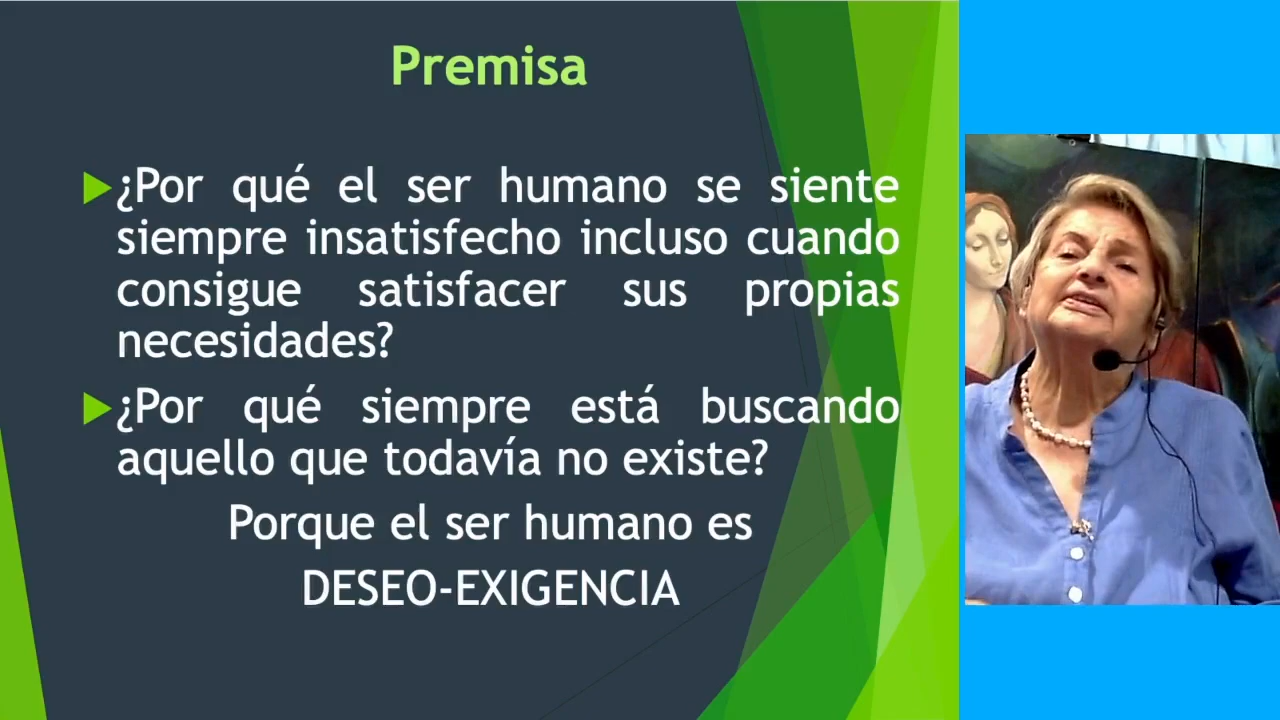 Premisa
¿Por qué el ser humano se siente
siempre insatisfecho incluso cuando
consigue satisfacer sus propias
necesidades?
¿Por qué siempre está buscando
aquello que todavía no existe?
Porque el ser humano es
DESEO-EXIGENCIA